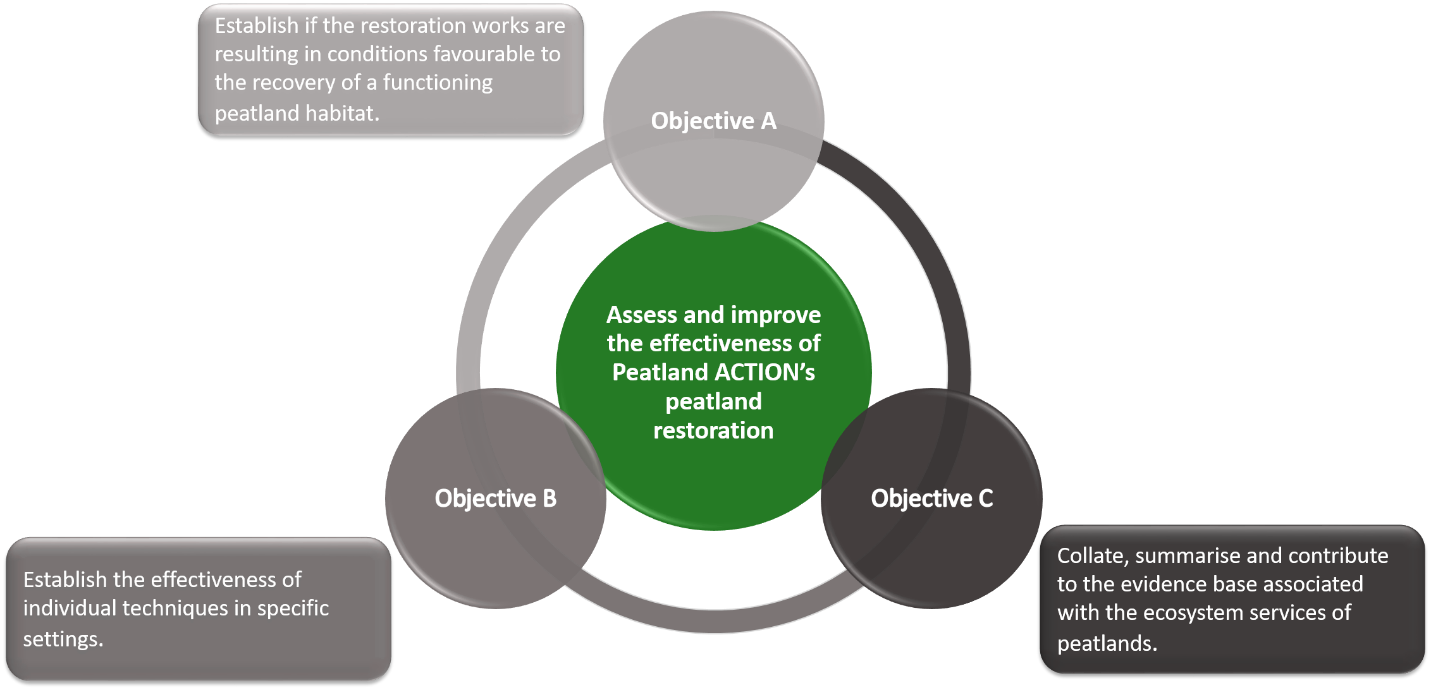 Establish if the restoration works are
resulting in conditions favourable to
the recovery of a functioning
peatland habitat.
Objective A
Assess and improve
the effectiveness of
Peatland ACTION’s
peatland
restoration
Objective B
Objective C
Establish the effectiveness of
individual techniques in specific
settings.
Collate, summarise and contribute
to the evidence base associated
with the ecosystem services of
peatlands.